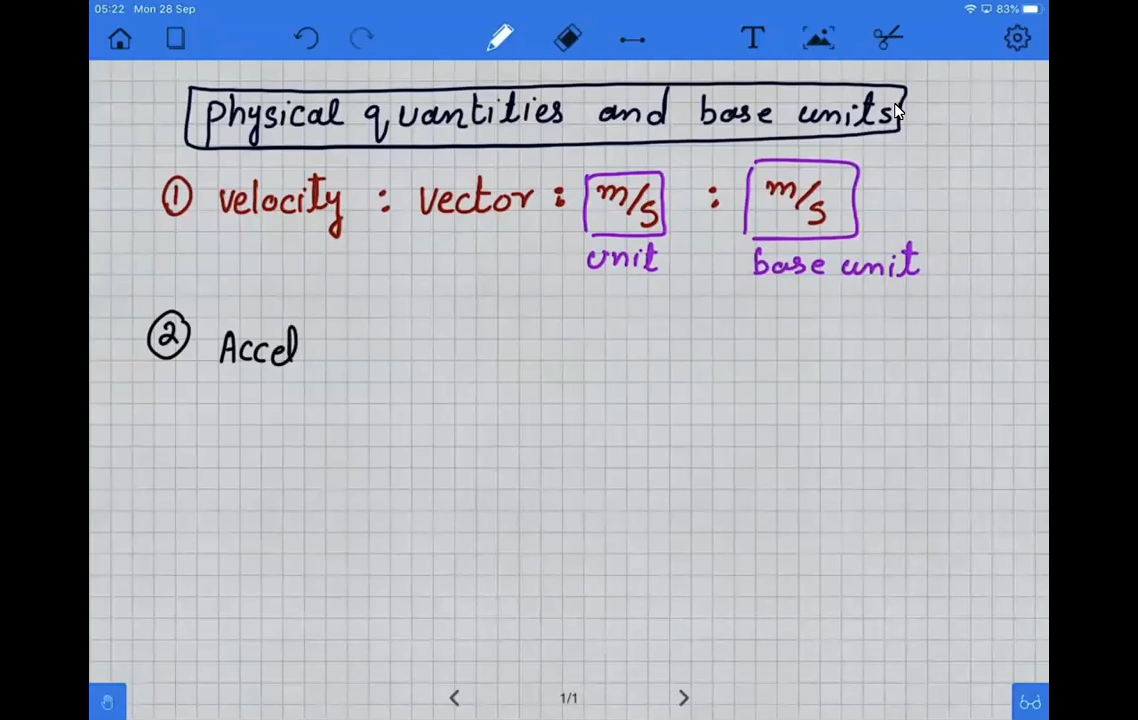 05:22 Mon 28 Sep 83%
T
physical quantities and base units
① velocity : vector : m/s : m/s
unit base unit
② Accel
1/1